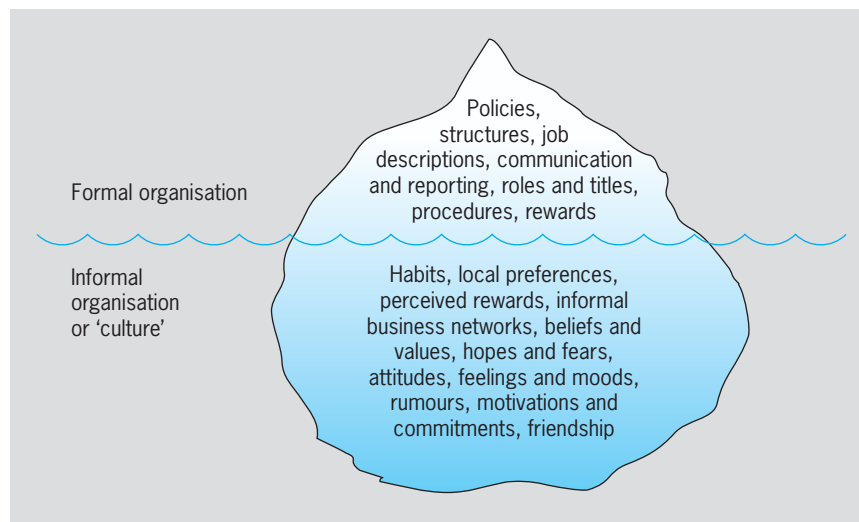 Policies,
structures, job
descriptions, communication
and reporting, roles and titles,
procedures, rewards
Formal organisation
Informal
organisation
or ‘culture’
Habits, local preferences,
perceived rewards, informal
business networks, beliefs and
values, hopes and fears,
attitudes, feelings and moods,
rumours, motivations and
commitments, friendship